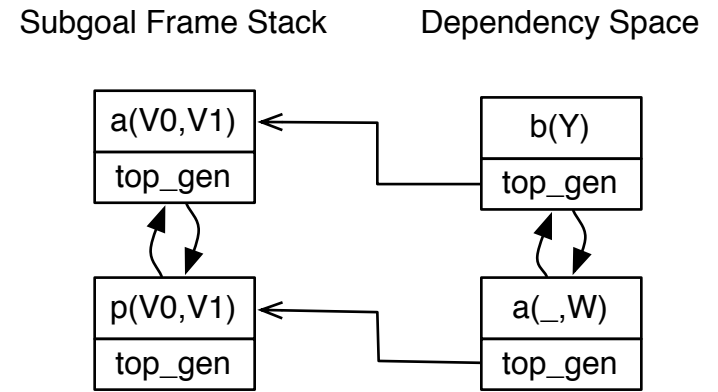 Subgoal Frame Stack
Dependency Space
a(V0,V1)
top_gen
b(Y)
top_gen
p(V0,V1)
top_gen
a(_,W)
top_gen